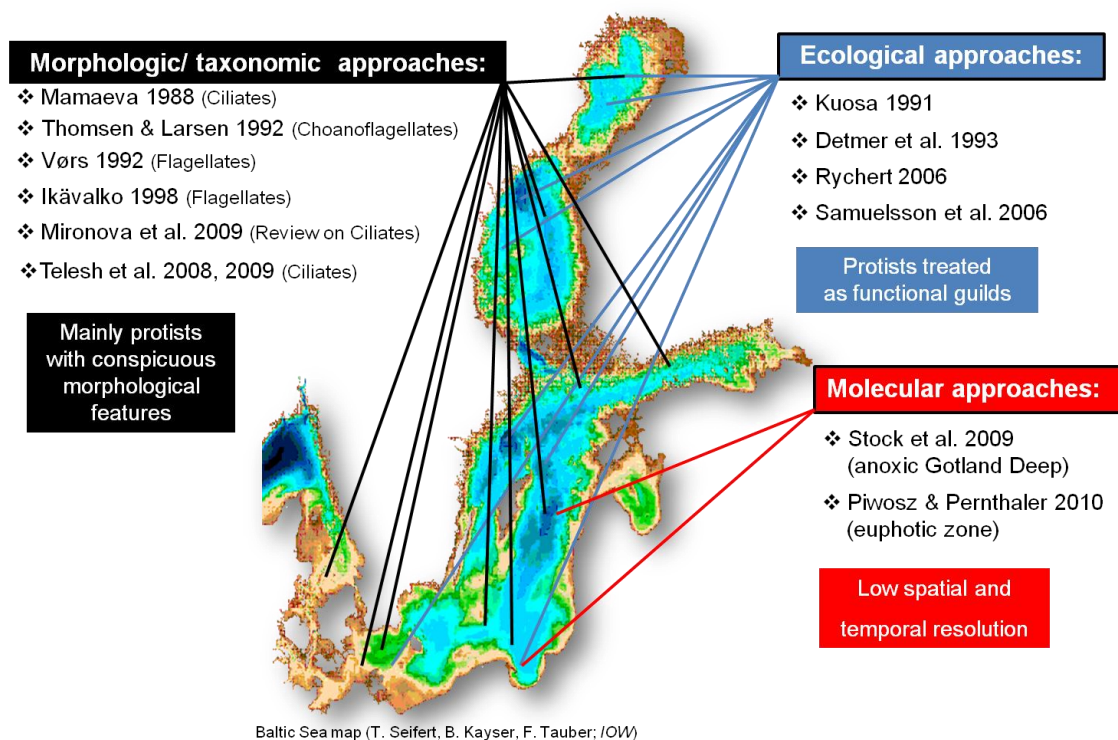 Morphologic/ taxonomic approaches:
❖ Mamaeva 1988 (Ciliates)
❖ Thomsen & Larsen 1992 (Choanoflagellates)
❖ Vørs 1992 (Flagellates)
❖ Ikävalko 1998 (Flagellates)
❖ Mironova et al. 2009 (Review on Ciliates)
❖ Telesh et al. 2008, 2009 (Ciliates)
Mainly protists
with conspicuous
morphological
features
Ecological approaches:
❖ Kuosa 1991
❖ Detmer et al. 1993
❖ Rychert 2006
❖ Samuelsson et al. 2006
Protists treated
as functional guilds
Molecular approaches:
❖ Stock et al. 2009
(anoxic Gotland Deep)
❖ Piwosz & Pernthaler 2010
(euphotic zone)
Low spatial and
temporal resolution
Baltic Sea map (T. Seifert, B. Kayser, F. Tauber; IOW)